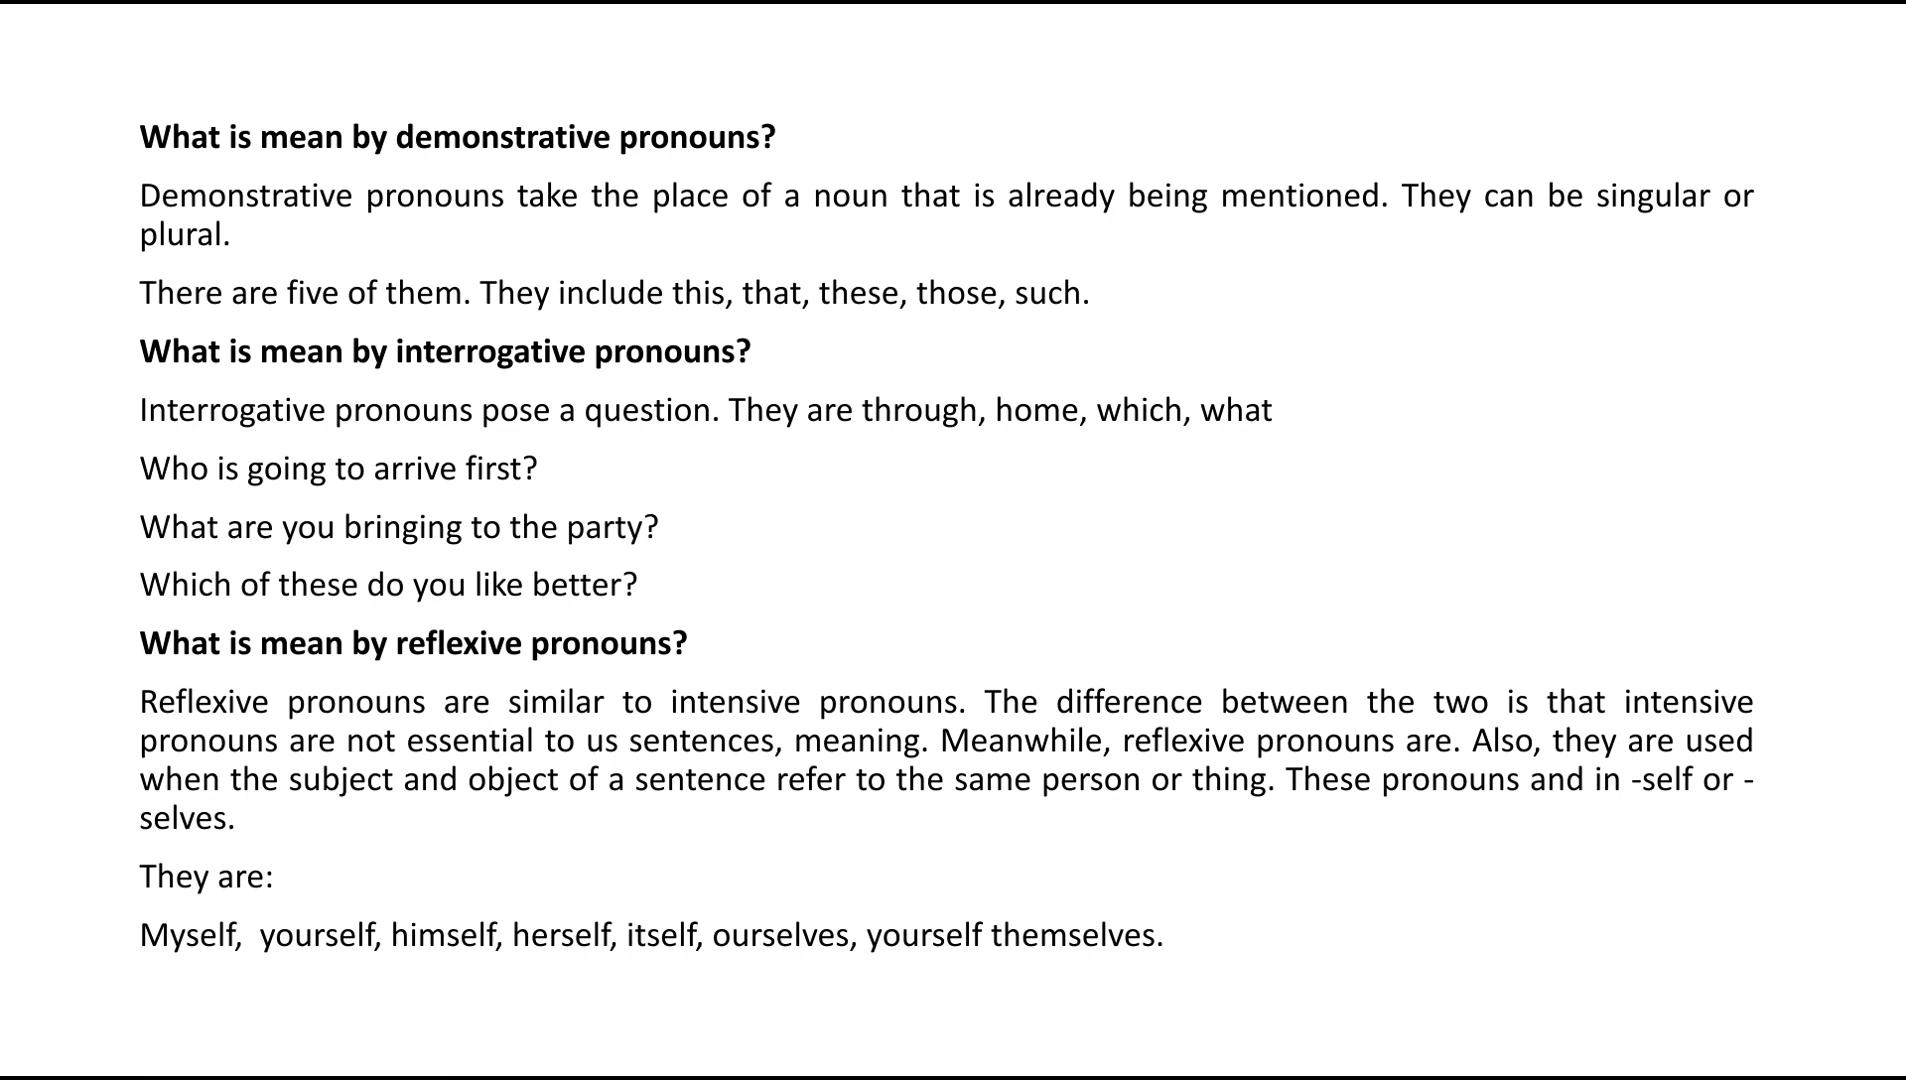 What is mean by demonstrative pronouns?
Demonstrative pronouns take the place of a noun that is already being mentioned. They can be singular or
plural.
There are five of them. They include this, that, these, those, such.
What is mean by interrogative pronouns?
Interrogative pronouns pose a question. They are through, home, which, what
Who is going to arrive first?
What are you bringing to the party?
Which of these do you like better?
What is mean by reflexive pronouns?
Reflexive pronouns are similar to intensive pronouns. The difference between the two is that intensive
pronouns are not essential to us sentences, meaning. Meanwhile, reflexive pronouns are. Also, they are used
when the subject and object of a sentence refer to the same person or thing. These pronouns and in -self or -
selves.
They are:
Myself,  yourself, himself, herself, itself, ourselves, yourself themselves.